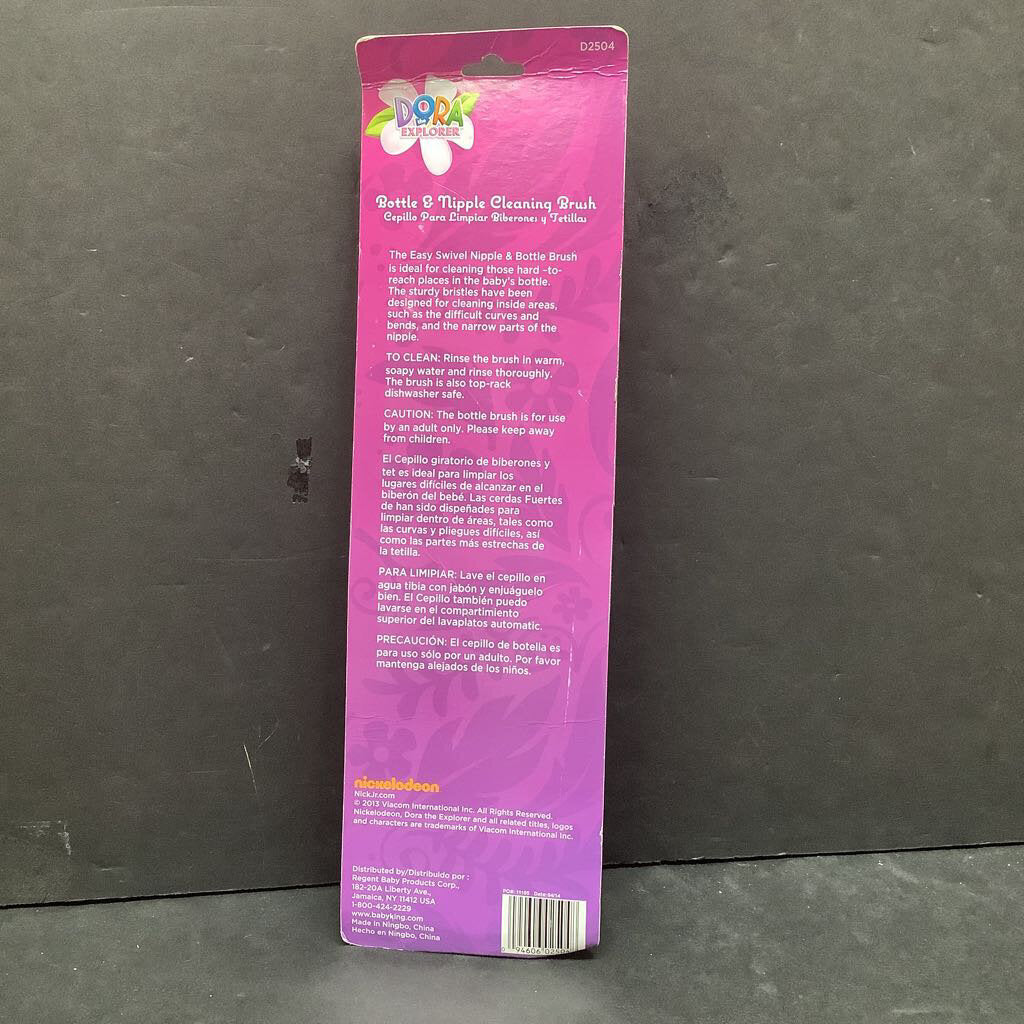 D2504
DORA
the
EXPLORER
Bottle & Nipple Cleaning Brush
Cepillo Para Limpiar Biberones y Tetillas
The Easy Swivel Nipple & Bottle Brush
is ideal for cleaning those hard -to-
reach places in the baby's bottle.
The sturdy bristles have been
designed for cleaning inside areas,
such as the difficult curves and
bends, and the narrow parts of the
nipple.
TO CLEAN: Rinse the brush in warm,
soapy water and rinse thoroughly.
The brush is also top-rack
dishwasher safe.
CAUTION: The bottle brush is for use
by an adult only. Please keep away
from children.
El Cepillo giratorio de biberones y
tet es ideal para limpiar los
lugares difíciles de alcanzar en el
biberón del bebé. Las cerdas Fuertes
de han sido dispeñades para
limpiar dentro de áreas, tales como
las curvas y pliegues difíciles, así
como las partes más estrechas de
la tetilla.
PARA LIMIPIAR: Lave el cepillo en
agua tibia con jabón y enjuáguelo
bien. El Cepillo también puedo
lavarse en el compartimiento
superior del lavaplatos automatic.
PRECAUCIÓN: El cepillo de botella es
para uso sólo por un adulto. Por favor
mantenga alejados de los niños.
nickelodeon
NickJr.com
© 2013 Viacom International Inc. All Rights Reserved.
Nickelodeon, Dora the Explorer and all related titles, logos
and characters are trademarks of Viacom International Inc.
Distributed by/Distribuido por :
Regent Baby Products Corp.,
182-20A Liberty Ave.,
Jamaica, NY 11412 USA
1-800-424-2229
www.babyking.com
Made in Ningbo, China
Hecho en Ningbo, China
PO#: 11185 Date:04/14
0 94606 02504